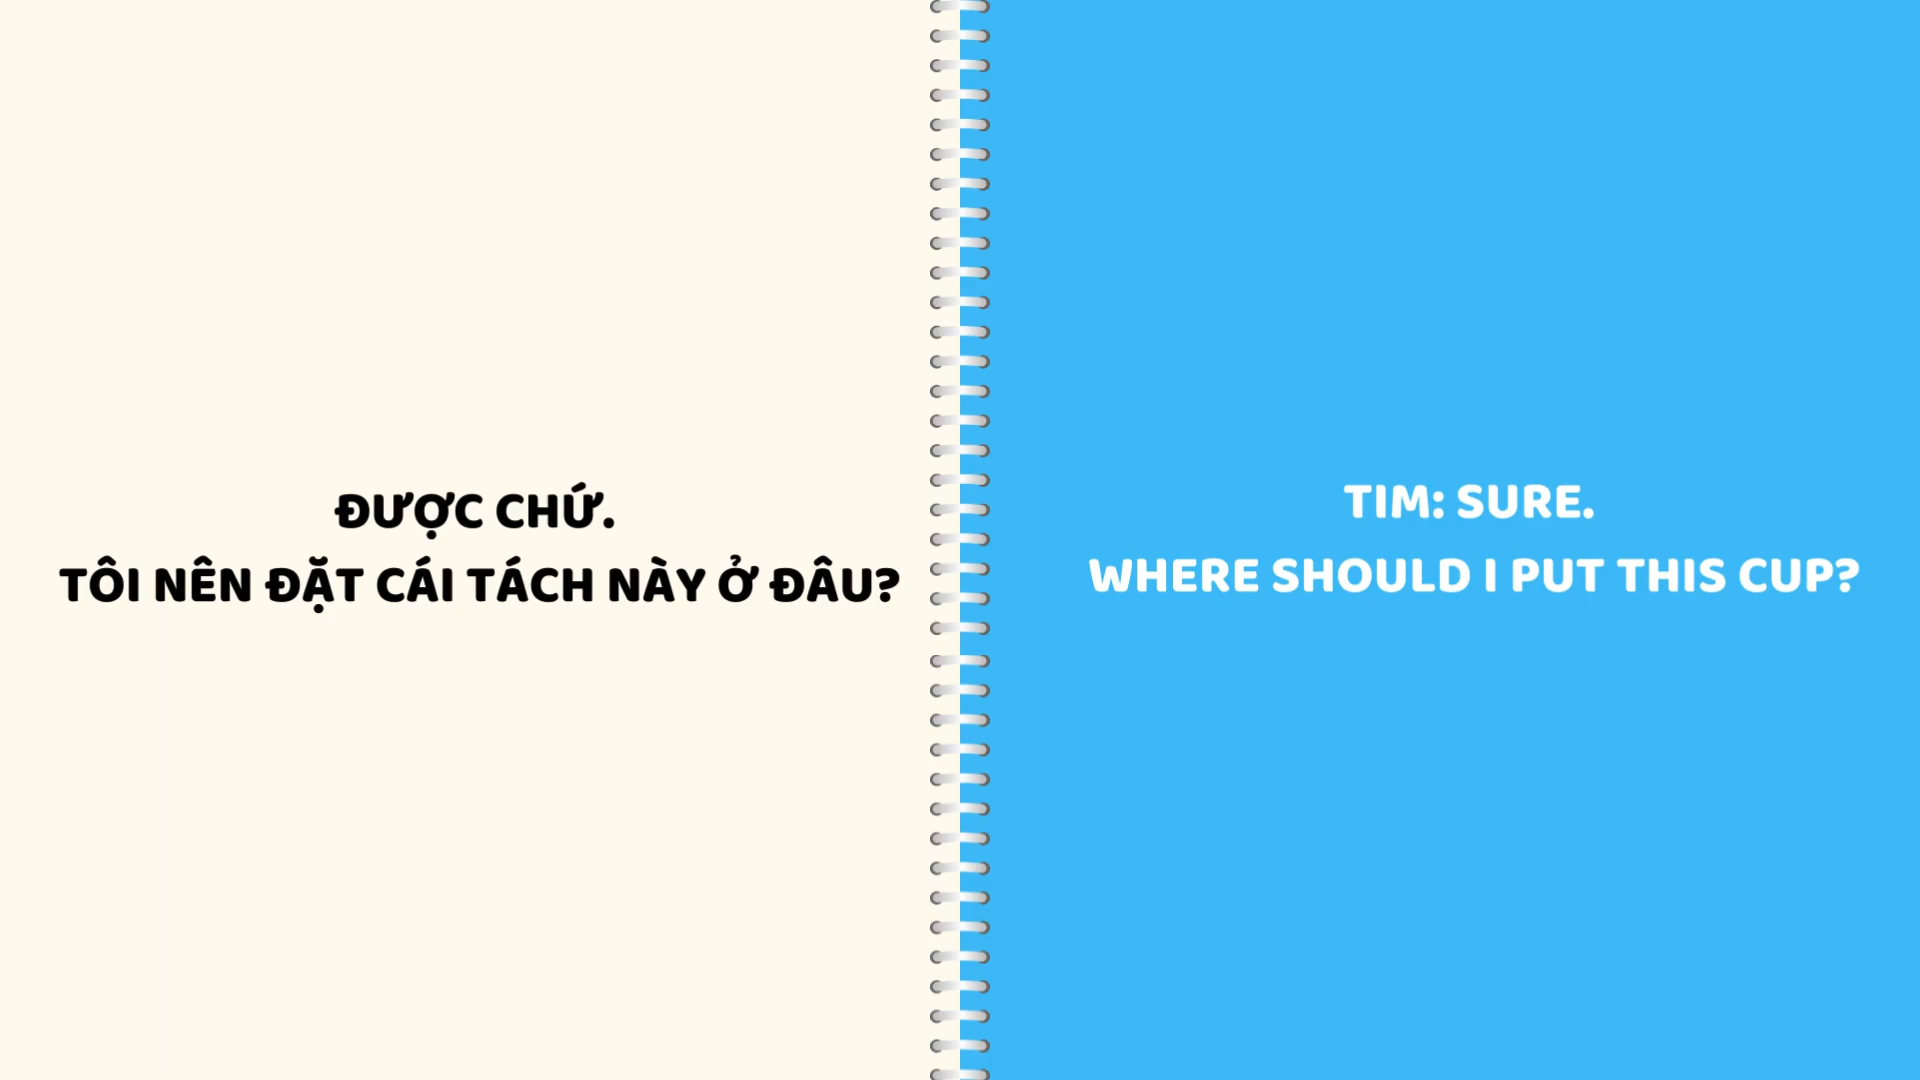 ĐƯỢC CHỨ.
TÔI NÊN ĐẶT CÁI TÁCH NÀY Ở ĐÂU?
TIM: SURE.
WHERE SHOULD I PUT THIS CUP?